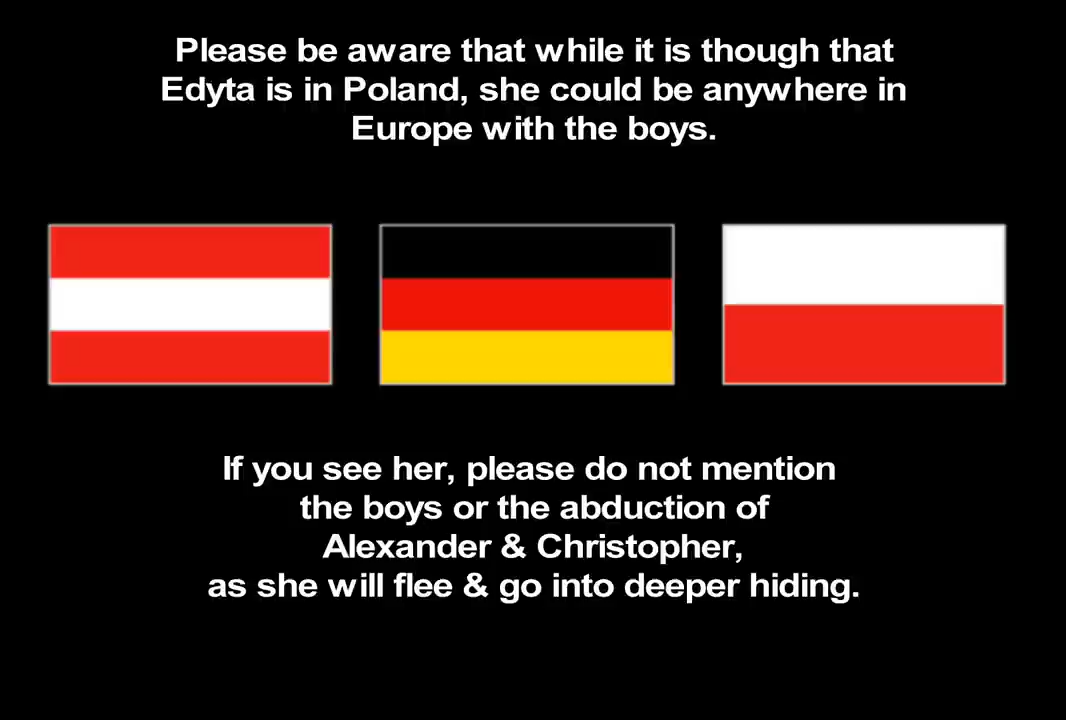 Please be aware that while it is though that
Edyta is in Poland, she could be anywhere in
Europe with the boys.
If you see her, please do not mention
the boys or the abduction of
Alexander & Christopher,
as she will flee & go into deeper hiding.